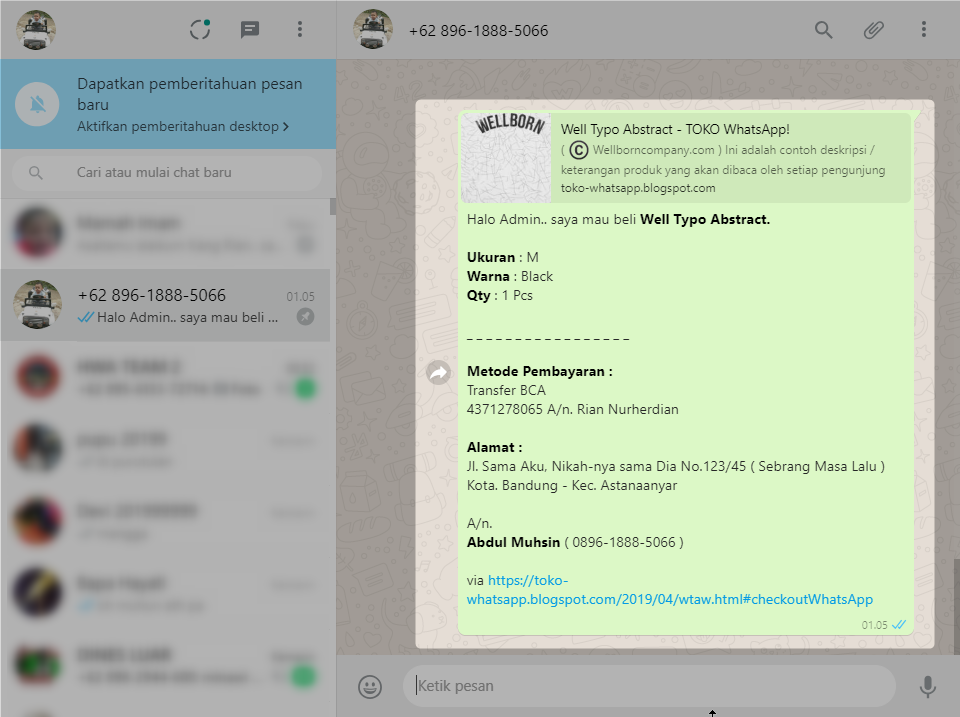 +62 896-1888-5066
Dapatkan pemberitahuan pesan
baru
Aktifkan pemberitahuan desktop >
Cari atau mulai chat baru
+62 896-1888-5066
01.05
Halo Admin.. saya mau beli ...
WELLBORN
Well Typo Abstract - TOKO WhatsApp!
( © Wellborncompany.com ) Ini adalah contoh deskripsi /
keterangan produk yang akan dibaca oleh setiap pengunjung
toko-whatsapp.blogspot.com
Halo Admin.. saya mau beli Well Typo Abstract.
Ukuran : M
Warna : Black
Qty : 1 Pcs
_ _ _ _ _ _ _ _ _ _ _ _ _ _ _ _ _
Metode Pembayaran :
Transfer BCA
4371278065 A/n. Rian Nurherdian
Alamat :
Jl. Sama Aku, Nikah-nya sama Dia No.123/45 ( Sebrang Masa Lalu )
Kota. Bandung - Kec. Astanaanyar
A/n.
Abdul Muhsin ( 0896-1888-5066 )
via https://toko-
whatsapp.blogspot.com/2019/04/wtaw.html#checkoutWhatsApp
01.05
Ketik pesan